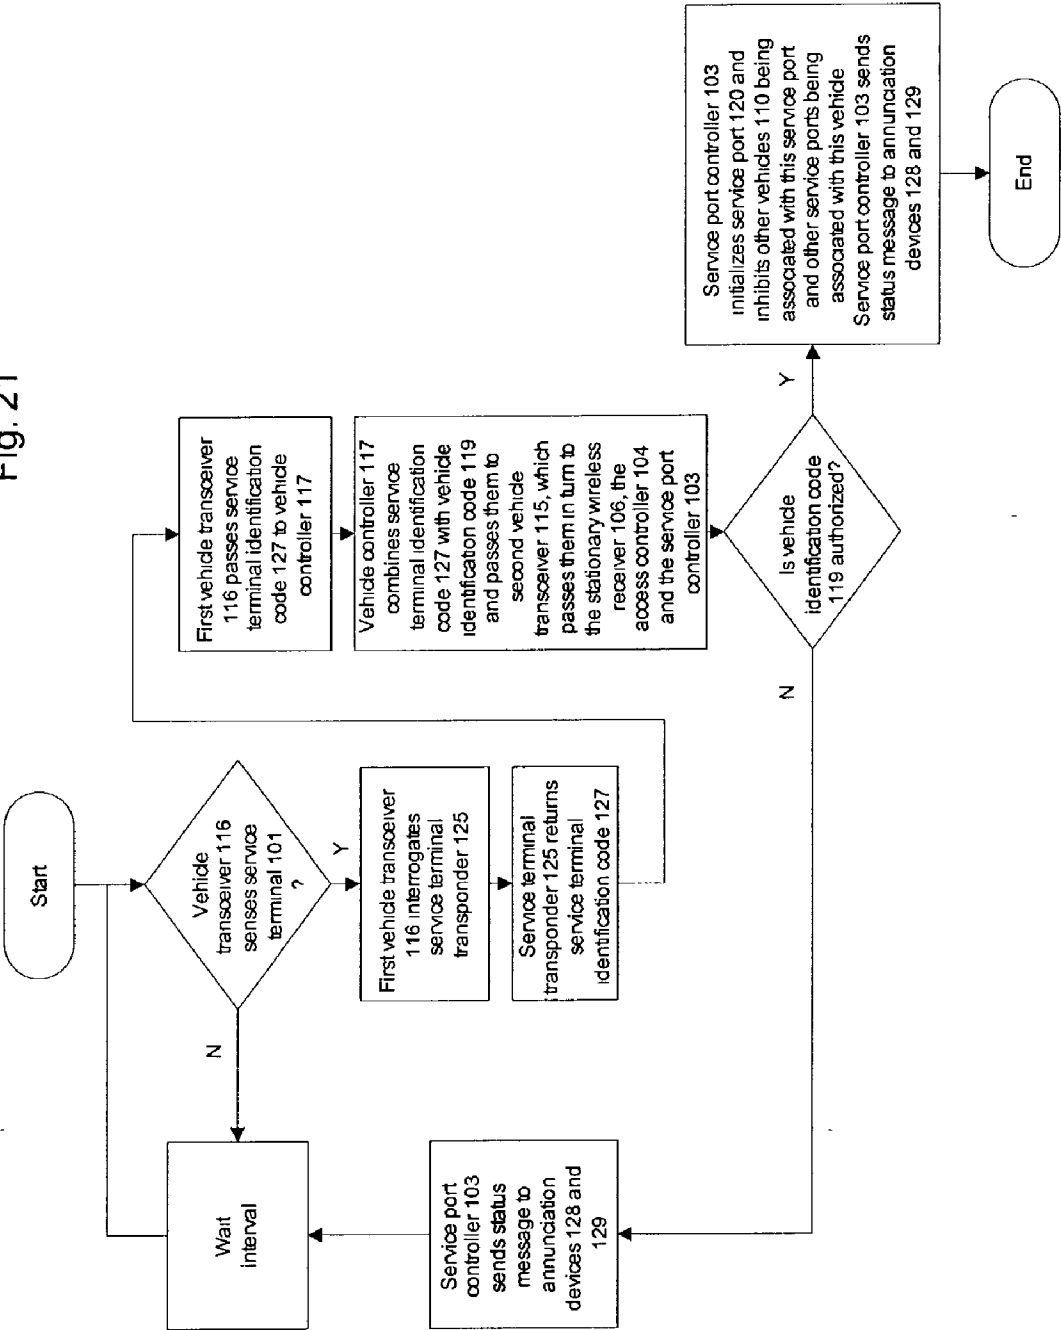 Fig. 21
Start
Vehicle
transceiver 116
senses service
terminal 101
?
N
Y
Wait
interval
First vehicle transceiver
116 interrogates
service terminal
transponder 125
Service terminal
transponder 125 returns
service terminal
identification code 127
First vehicle transceiver
116 passes service
terminal identification
code 127 to vehicle
controller 117
Vehicle controller 117
combines service
terminal identification
code 127 with vehicle
identification code 119
and passes them to
second vehicle
transceiver 115, which
passes them in turn to
the stationary wireless
receiver 106, the
access controller 104
and the service port
controller 103
Is vehicle
identification code
119 authorized?
N
Y
Service port
controller 103
sends status
message to
annunciation
devices 128 and
129
Service port controller 103
initializes service port 120 and
inhibits other vehicles 110 being
associated with this service port
and other service ports being
associated with this vehicle
Service port controller 103 sends
status message to annunciation
devices 128 and 129
End